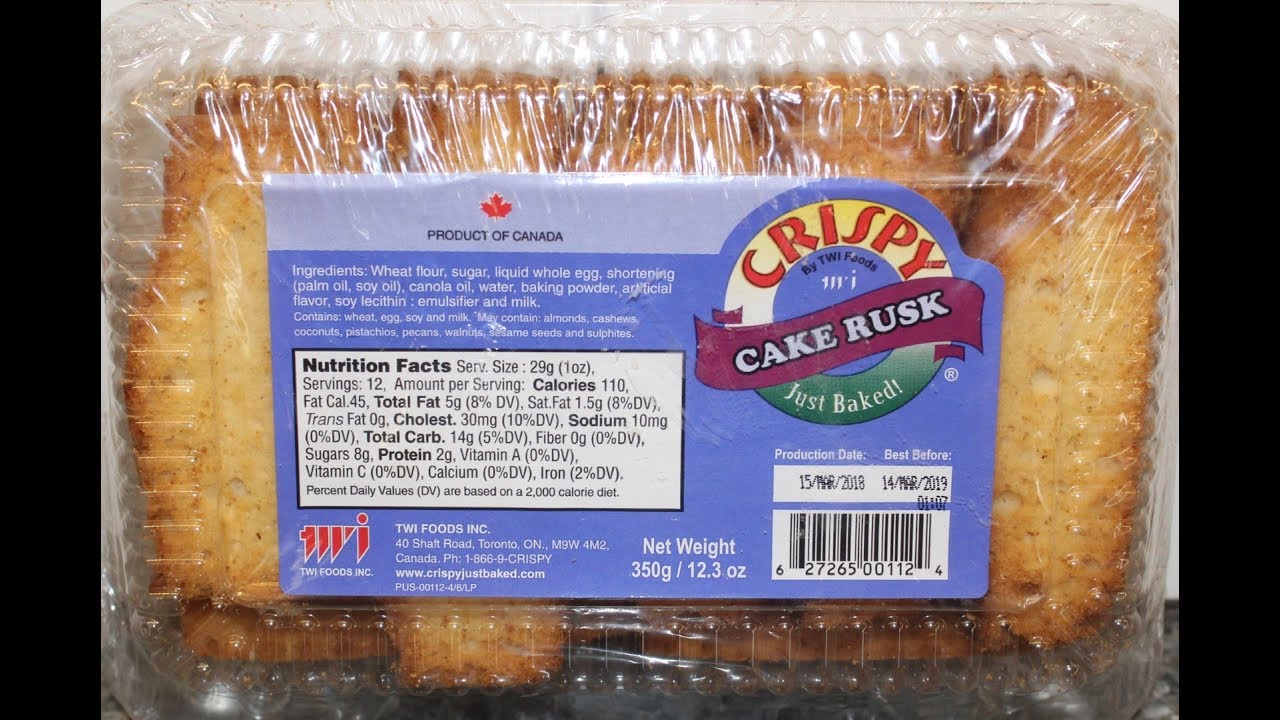 PRODUCT OF CANADA
Ingredients: Wheat flour, sugar, liquid whole egg, shortening
(palm oil, soy oil), canola oil, water, baking powder, artificial
flavor, soy lecithin : emulsifier and milk.
Contains: wheat, egg, soy and milk. *May contain: almonds, cashews
coconuts, pistachios, pecans, walnuts, sesame seeds and sulphites.
Nutrition Facts Serv. Size : 29g (1oz),
Servings: 12, Amount per Serving: Calories 110,
Fat Cal.45, Total Fat 5g (8% DV), Sat.Fat 1.5g (8%DV),
Trans Fat 0g, Cholest. 30mg (10%DV), Sodium 10mg
(0%DV), Total Carb. 14g (5%DV), Fiber 0g (0%DV),
Sugars 8g, Protein 2g, Vitamin A (0%DV),
Vitamin C (0%DV), Calcium (0%DV), Iron (2%DV).
Percent Daily Values (DV) are based on a 2,000 calorie diet.
TWI
TWI FOODS INC.
TWI FOODS INC.
40 Shaft Road, Toronto, ON., M9W 4M2,
Canada. Ph: 1-866-9-CRISPY
www.crispyjustbaked.com
PUS-00112-4/6/LP
Net Weight
350g / 12.3 oz
CRISPY
By TWI Foods
TWI
CAKE RUSK
Just Baked!
®
Production Date: Best Before:
15/MAR/2018 14/MAR/2019
01:07
6 27265 00112 4